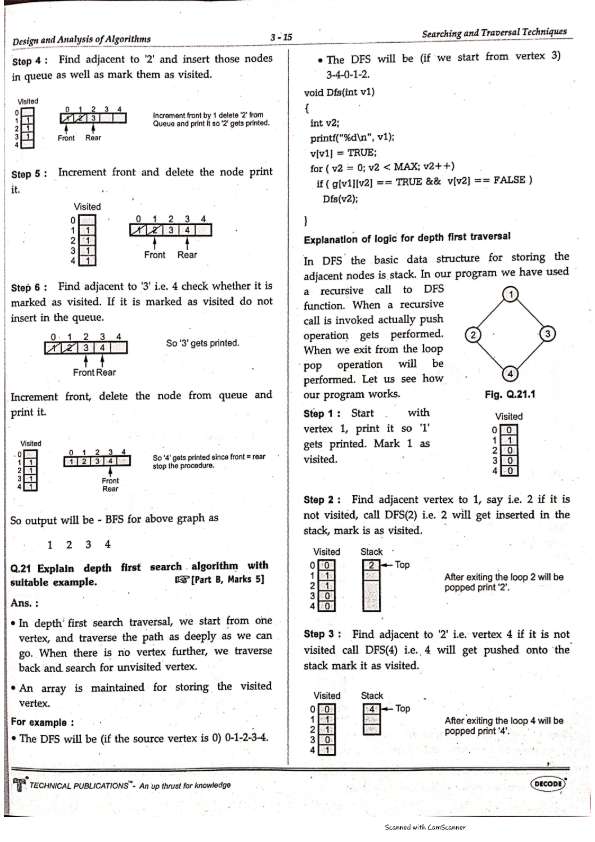 Design and Analysis of Algorithms
3 - 15
Searching and Traversal Techniques
Step 4 : Find adjacent to '2' and insert those nodes
in queue as well as mark them as visited.
Visited
0
1 1
2 1
3 1
4
0 1 2 3 4
1 2 3
Front Rear
Increment front by 1 delete '2' from
Queue and print it so '2' gets printed.
Step 5 : Increment front and delete the node print
it.
Visited
0
1 1
2 1
3 1
4 1
0 1 2 3 4
1 2 3 4
Front Rear
Step 6 : Find adjacent to '3' i.e. 4 check whether it is
marked as visited. If it is marked as visited do not
insert in the queue.
0 1 2 3 4
1 2 3 4
Front Rear
So '3' gets printed.
Increment front, delete the node from queue and
print it.
Visited
0
1 1
2 1
3 1
4 1
0 1 2 3 4
1 2 3 4
Front
Rear
So '4' gets printed since front = rear
stop the procedure.
So output will be - BFS for above graph as
1 2 3 4
Q.21 Explain depth first search algorithm with
suitable example. [Part B, Marks 5]
Ans. :
• In depth first search traversal, we start from one
vertex, and traverse the path as deeply as we can
go. When there is no vertex further, we traverse
back and search for unvisited vertex.
• An array is maintained for storing the visited
vertex.
For example :
• The DFS will be (if the source vertex is 0) 0-1-2-3-4.
• The DFS will be (if we start from vertex 3)
3-4-0-1-2.
void Dfs(int v1)
{
int v2;
printf("%d\n", v1);
v[v1] = TRUE;
for ( v2 = 0; v2 < MAX; v2++)
if ( g[v1][v2] == TRUE && v[v2] == FALSE )
Dfs(v2);
}
Explanation of logic for depth first traversal
In DFS the basic data structure for storing the
adjacent nodes is stack. In our program we have used
a recursive call to DFS
function. When a recursive
call is invoked actually push
operation gets performed.
When we exit from the loop
pop operation will be
performed. Let us see how
our program works.
1
2
3
4
Fig. Q.21.1
Step 1 : Start with
vertex 1, print it so '1'
gets printed. Mark 1 as
visited.
Visited
0 0
1 1
2 0
3 0
4 0
Step 2 : Find adjacent vertex to 1, say i.e. 2 if it is
not visited, call DFS(2) i.e. 2 will get inserted in the
stack, mark is as visited.
Visited Stack
0 0
1 1
2 1
3 0
4 0
2 Top
After exiting the loop 2 will be
popped print '2'.
Step 3 : Find adjacent to '2' i.e. vertex 4 if it is not
visited call DFS(4) i.e. 4 will get pushed onto the
stack mark it as visited.
Visited Stack
0 0
1 1
2 1
3 0
4 1
4 Top
After exiting the loop 4 will be
popped print '4'.
TECHNICAL PUBLICATIONS™ - An up thrust for knowledge
DECODE
Scanned with CamScanner